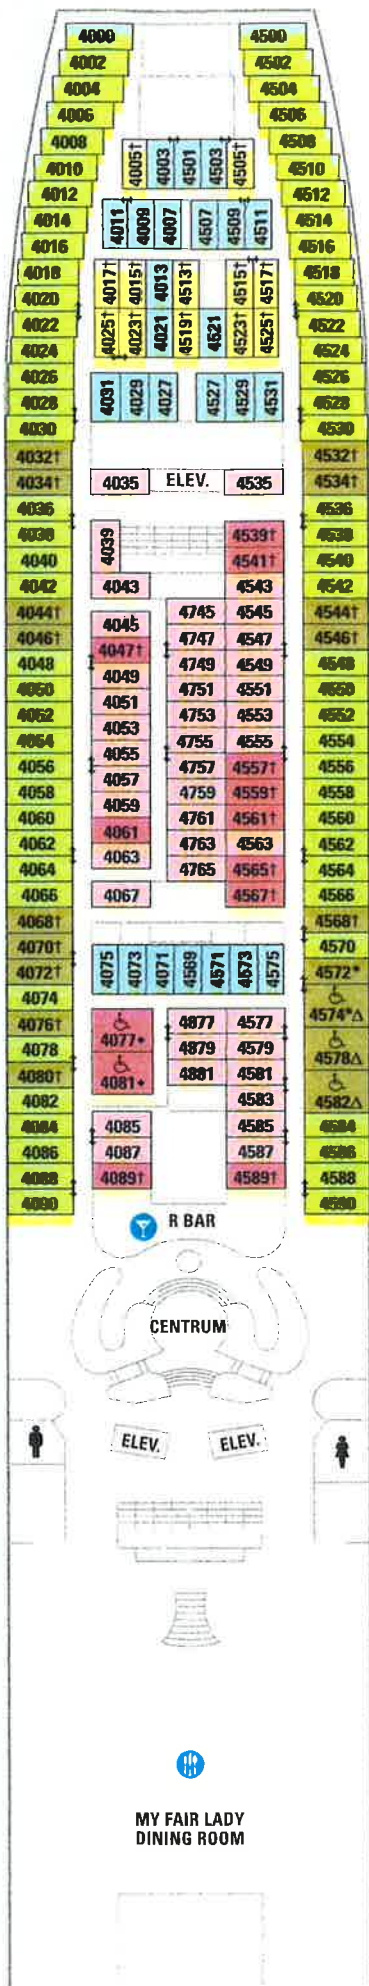 4000 4500
4002 4502
4004 4504
4006 4506
4008 4005† 4003 4501 4503 4505† 4508
4010 4510
4012 4512
4014 4011 4009 4007 4507 4509 4511 4514
4016 4516
4018 4017† 4015† 4013 4513† 4515† 4517† 4518
4020 4520
4022 4025† 4023† 4021 4519† 4521 4523† 4525† 4522
4024 4524
4026 4031 4029 4027 4527 4529 4531 4526
4028 4528
4030 4530
4032† 4532†
4034† 4035 ELEV. 4535 4534†
4036 4536
4038 4039 4539† 4538
4040 4541† 4540
4042 4043 4543 4542
4044† 4745 4545 4544†
4045
4046† 4747 4547 4546†
4047†
4048 4749 4549 4548
4049
4050 4751 4551 4550
4051
4052 4753 4553 4552
4053
4054 4755 4555 4554
4055
4056 4757 4557† 4556
4057
4058 4759 4559† 4558
4059
4060 4761 4561† 4560
4061
4062 4763 4563 4562
4063
4064 4765 4565† 4564
4066 4067 4567† 4566
4068† 4568†
4070† 4570
4072† 4075 4073 4071 4569 4571 4573 4575 4572*
4074 4574*Δ
4076† 4077+ 4877 4577
4078 4879 4579 4578Δ
4080† 4081+ 4881 4581
4082 4583 4582Δ
4084 4085 4585 4584
4086 4087 4587 4586
4088 4089† 4589† 4588
4090 4590
R BAR
CENTRUM
ELEV. ELEV.
MY FAIR LADY
DINING ROOM